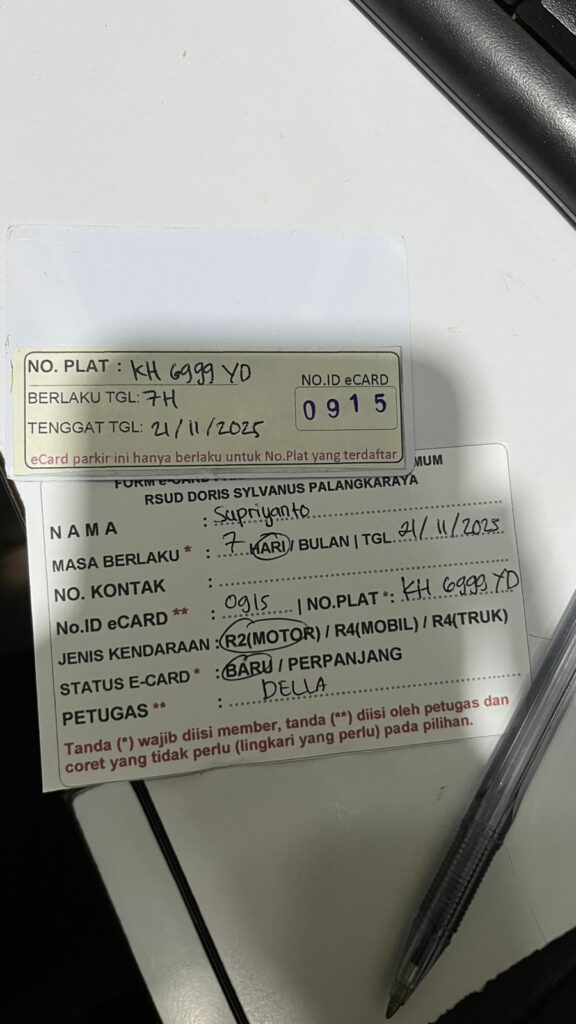 NO. PLAT : KH 6999 YD
NO.ID eCARD
BERLAKU TGL: 7H
0915
TENGGAT TGL: 21/11/2025
eCard parkir ini hanya berlaku untuk No.Plat yang terdaftar
RSUD DORIS SYLVANUS PALANGKARAYA
NAMA : Supriyanto
MASA BERLAKU * : 7 HARI / BULAN | TGL. 21/11/2025
NO. KONTAK :
No.ID eCARD ** : 0915 | NO.PLAT *: KH 6999 YD
JENIS KENDARAAN : R2(MOTOR) / R4(MOBIL) / R4(TRUK)
STATUS E-CARD * : BARU / PERPANJANG
PETUGAS ** : DELLA
Tanda (*) wajib diisi member, tanda (**) diisi oleh petugas dan
coret yang tidak perlu (lingkari yang perlu) pada pilihan.